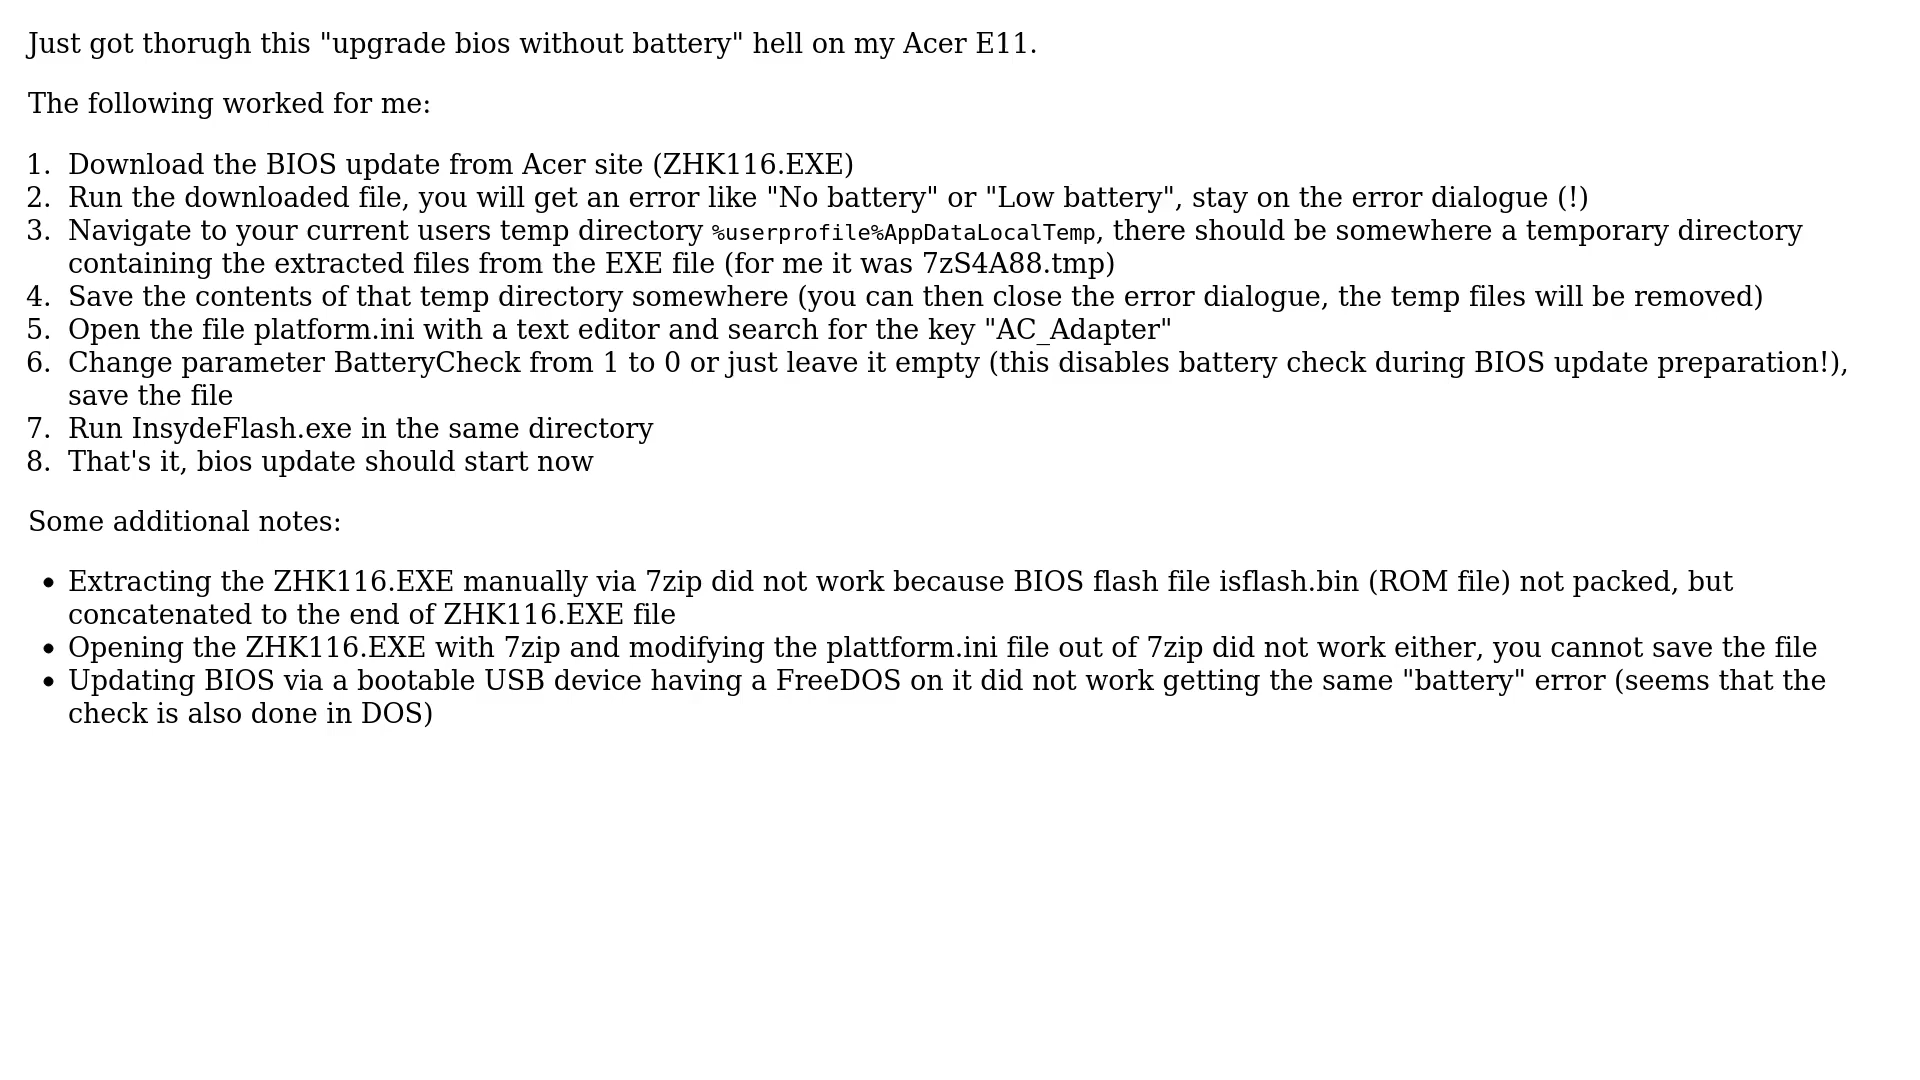 Just got thorugh this "upgrade bios without battery" hell on my Acer E11.
The following worked for me:
1. Download the BIOS update from Acer site (ZHK116.EXE)
2. Run the downloaded file, you will get an error like "No battery" or "Low battery", stay on the error dialogue (!)
3. Navigate to your current users temp directory %userprofile%AppDataLocalTemp, there should be somewhere a temporary directory
containing the extracted files from the EXE file (for me it was 7zS4A88.tmp)
4. Save the contents of that temp directory somewhere (you can then close the error dialogue, the temp files will be removed)
5. Open the file platform.ini with a text editor and search for the key "AC_Adapter"
6. Change parameter BatteryCheck from 1 to 0 or just leave it empty (this disables battery check during BIOS update preparation!),
save the file
7. Run InsydeFlash.exe in the same directory
8. That's it, bios update should start now
Some additional notes:
• Extracting the ZHK116.EXE manually via 7zip did not work because BIOS flash file isflash.bin (ROM file) not packed, but
concatenated to the end of ZHK116.EXE file
• Opening the ZHK116.EXE with 7zip and modifying the plattform.ini file out of 7zip did not work either, you cannot save the file
• Updating BIOS via a bootable USB device having a FreeDOS on it did not work getting the same "battery" error (seems that the
check is also done in DOS)